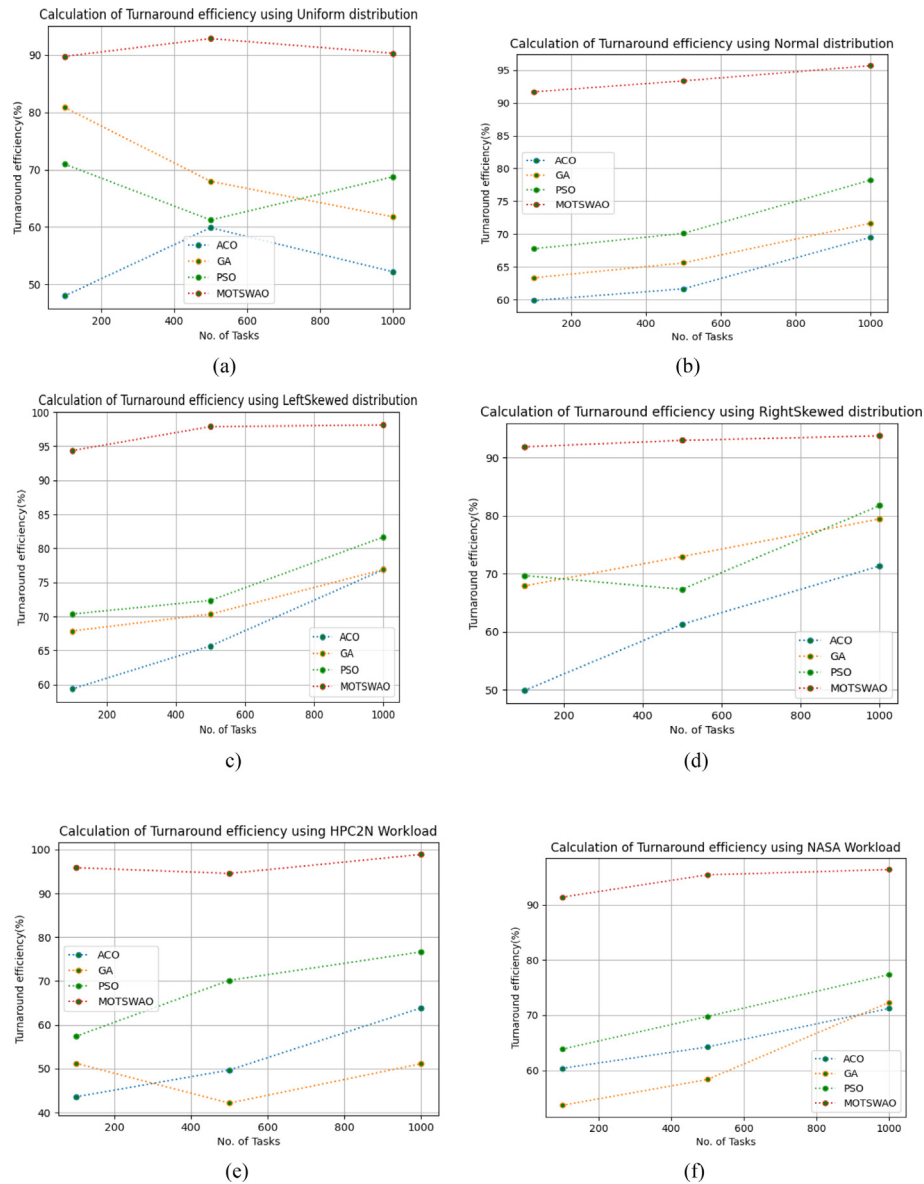 Calculation of Turnaround efficiency using Uniform distribution
Turnaround efficiency(%)
90
80
70
60
50
ACO
GA
PSO
MOTSWAO
200 400 600 800 1000
No. of Tasks
(a)
Calculation of Turnaround efficiency using Normal distribution
Turnaround efficiency(%)
95
90
85
80
75
70
65
60
ACO
GA
PSO
MOTSWAO
200 400 600 800 1000
No. of Tasks
(b)
Calculation of Turnaround efficiency using LeftSkewed distribution
Turnaround efficiency(%)
100
95
90
85
80
75
70
65
60
ACO
GA
PSO
MOTSWAO
200 400 600 800 1000
No. of Tasks
c)
Calculation of Turnaround efficiency using RightSkewed distribution
Turnaround efficiency(%)
90
80
70
60
50
ACO
GA
PSO
MOTSWAO
200 400 600 800 1000
No. of Tasks
(d)
Calculation of Turnaround efficiency using HPC2N Workload
Turnaround efficiency(%)
100
90
80
70
60
50
40
ACO
GA
PSO
MOTSWAO
200 400 600 800 1000
No. of Tasks
(e)
Calculation of Turnaround efficiency using NASA Workload
Turnaround efficiency(%)
90
80
70
60
ACO
GA
PSO
MOTSWAO
200 400 600 800 1000
No. of Tasks
(f)